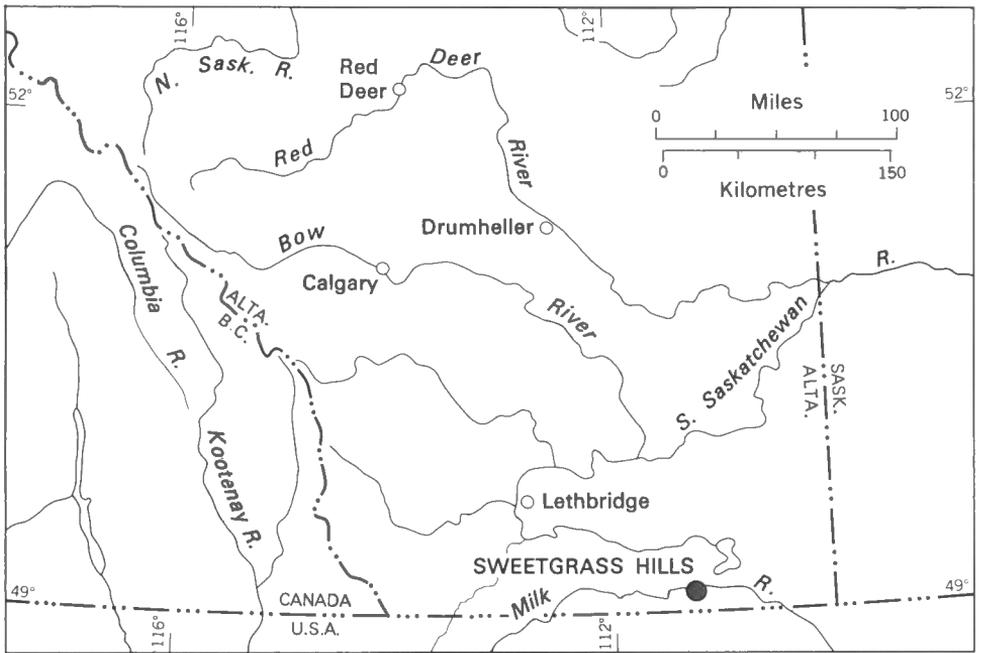 116°
112°
N. Sask. R.
Red
Deer
Deer
52°
52°
Miles
0 100
0 150
Kilometres
Red
River
Drumheller
Bow
Calgary
River
R.
Columbia
R.
ALTA.
B.C.
S. Saskatchewan
SASK.
ALTA.
Kootenay R.
Lethbridge
SWEETGRASS HILLS
Milk
R.
49°
49°
CANADA
U.S.A.
116°
112°